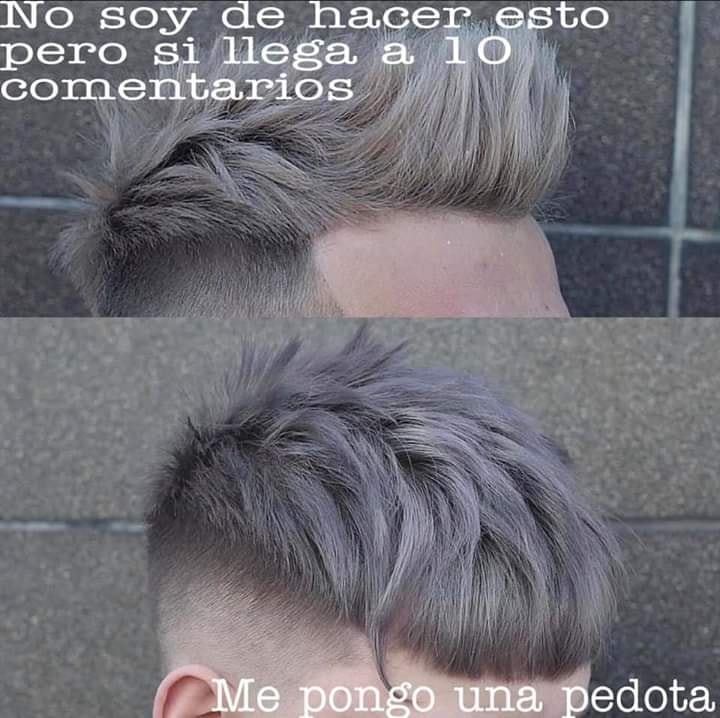 No soy de hacer esto
pero si llega a 10
comentarios
Me pongo una pedota